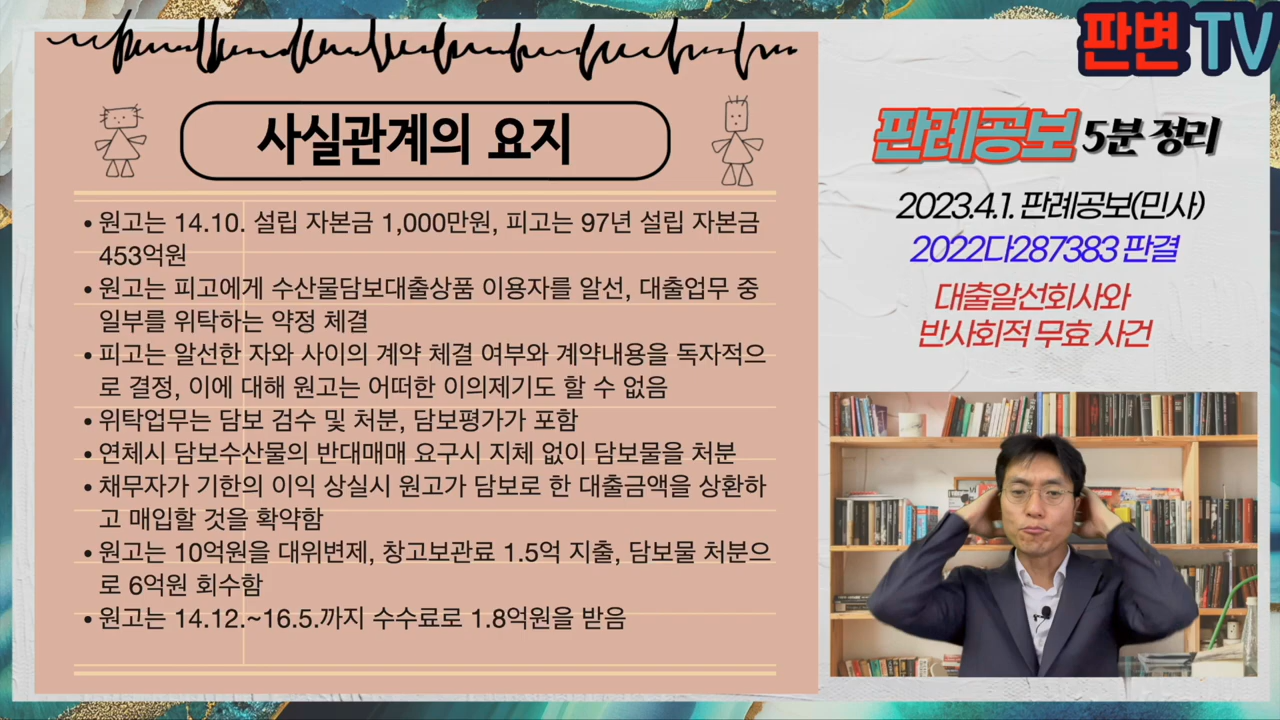 판변 TV
사실관계의 요지
• 원고는 14.10. 설립 자본금 1,000만원, 피고는 97년 설립 자본금
453억원
• 원고는 피고에게 수산물담보대출상품 이용자를 알선, 대출업무 중
일부를 위탁하는 약정 체결
• 피고는 알선한 자와 사이의 계약 체결 여부와 계약내용을 독자적으
로 결정, 이에 대해 원고는 어떠한 이의제기도 할 수 없음
• 위탁업무는 담보 검수 및 처분, 담보평가가 포함
• 연체시 담보수산물의 반대매매 요구시 지체 없이 담보물을 처분
• 채무자가 기한의 이익 상실시 원고가 담보로 한 대출금액을 상환하
고 매입할 것을 확약함
• 원고는 10억원을 대위변제, 창고보관료 1.5억 지출, 담보물 처분으
로 6억원 회수함
• 원고는 14.12.~16.5.까지 수수료로 1.8억원을 받음
판례공보 5분 정리
2023.4.1. 판례공보(민사)
2022다287383 판결
대출알선회사와
반사회적 무효 사건